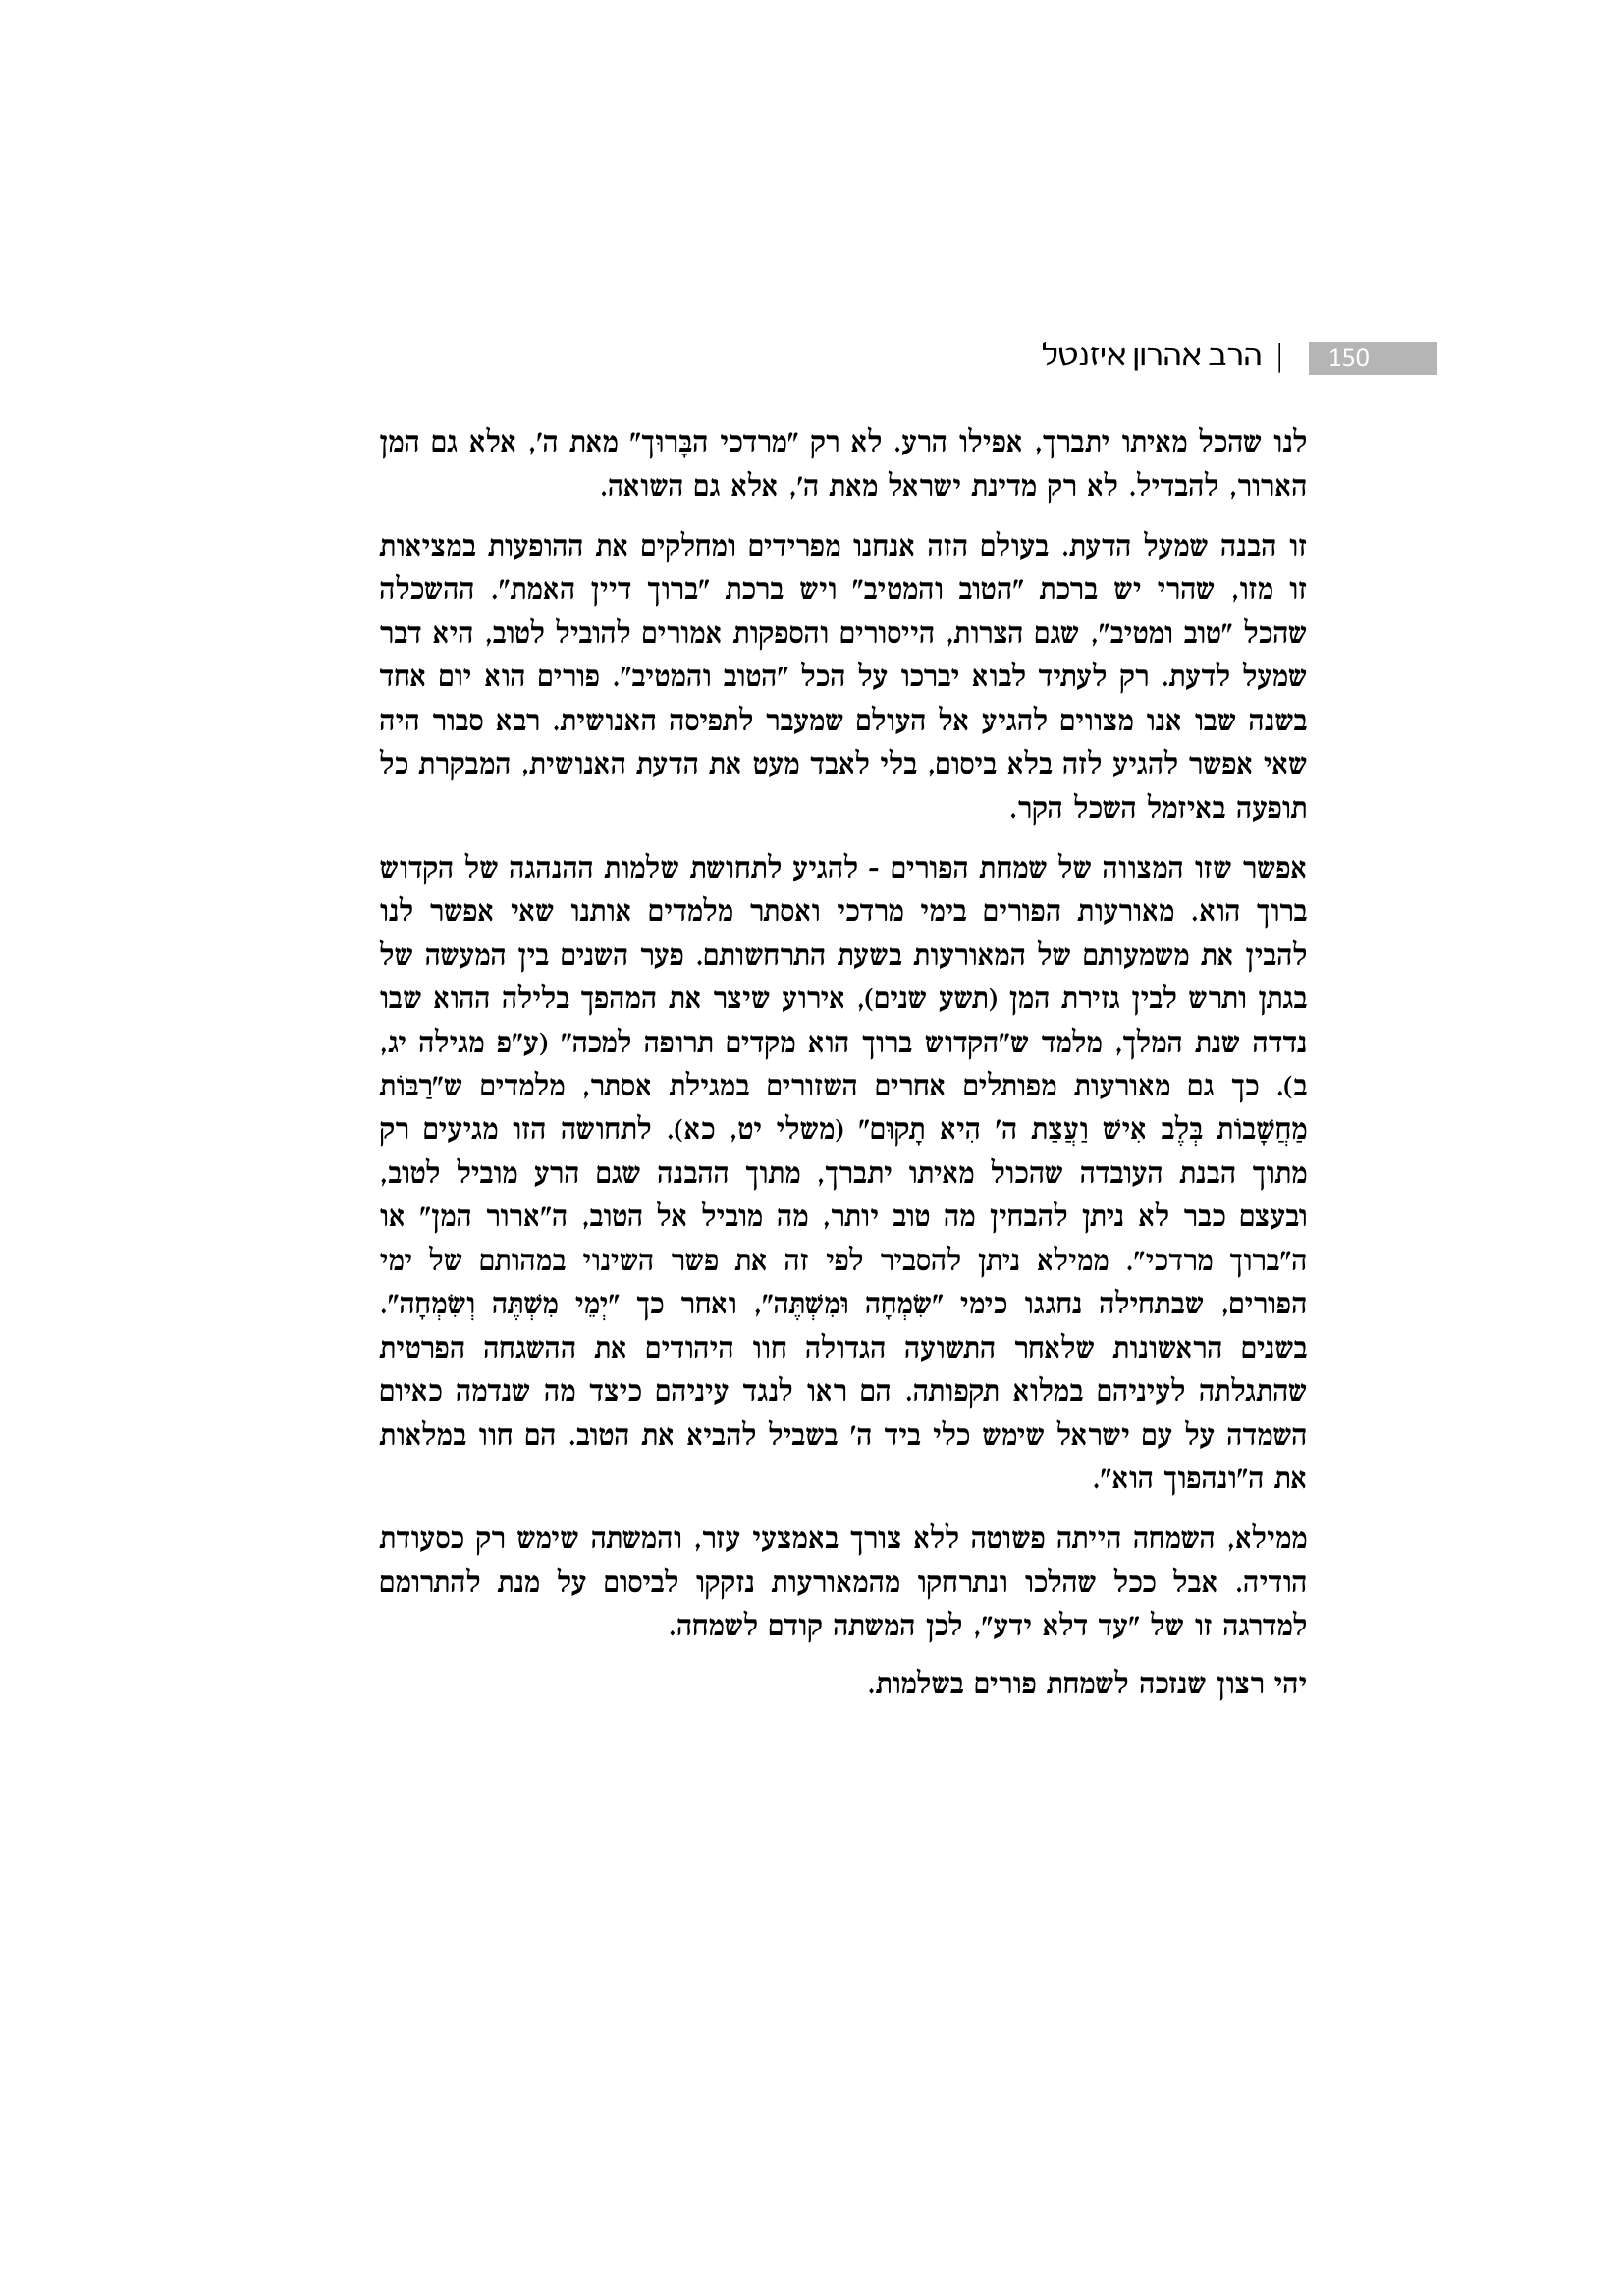 150 | הרב אהרון איזנטל
לנו שהכל מאיתו יתברך, אפילו הרע. לא רק "מרדכי הבָּרוּך" מאת ה', אלא גם המן
הארור, להבדיל. לא רק מדינת ישראל מאת ה', אלא גם השואה.
זו הבנה שמעל הדעת. בעולם הזה אנחנו מפרידים ומחלקים את ההופעות במציאות
זו מזו, שהרי יש ברכת "הטוב והמטיב" ויש ברכת "ברוך דיין האמת". ההשכלה
שהכל "טוב ומטיב", שגם הצרות, הייסורים והספקות אמורים להוביל לטוב, היא דבר
שמעל לדעת. רק לעתיד לבוא יברכו על הכל "הטוב והמטיב". פורים הוא יום אחד
בשנה שבו אנו מצווים להגיע אל העולם שמעבר לתפיסה האנושית. רבא סבור היה
שאי אפשר להגיע לזה בלא ביסום, בלי לאבד מעט את הדעת האנושית, המבקרת כל
תופעה באיזמל השכל הקר.
אפשר שזו המצווה של שמחת הפורים - להגיע לתחושת שלמות ההנהגה של הקדוש
ברוך הוא. מאורעות הפורים בימי מרדכי ואסתר מלמדים אותנו שאי אפשר לנו
להבין את משמעותם של המאורעות בשעת התרחשותם. פער השנים בין המעשה של
בגתן ותרש לבין גזירת המן (תשע שנים), אירוע שיצר את המהפך בלילה ההוא שבו
נדדה שנת המלך, מלמד ש"הקדוש ברוך הוא מקדים תרופה למכה" (ע"פ מגילה יג,
ב). כך גם מאורעות מפותלים אחרים השזורים במגילת אסתר, מלמדים ש"רַבּוֹת
מַחֲשָׁבוֹת בְּלֶב אִישׁ וַעֲצַת ה' הִיא תָקוּם" (משלי יט, כא). לתחושה הזו מגיעים רק
מתוך הבנת העובדה שהכול מאיתו יתברך, מתוך ההבנה שגם הרע מוביל לטוב,
ובעצם כבר לא ניתן להבחין מה טוב יותר, מה מוביל אל הטוב, ה"ארור המן" או
ה"ברוך מרדכי". ממילא ניתן להסביר לפי זה את פשר השינוי במהותם של ימי
הפורים, שבתחילה נחגגו כימי "שִׂמְחָה וּמִשְׁתֶּה", ואחר כך "יְמֵי מִשְׁתֶּה וְשִׂמְחָה".
בשנים הראשונות שלאחר התשועה הגדולה חוו היהודים את ההשגחה הפרטית
שהתגלתה לעיניהם במלוא תקפותה. הם ראו לנגד עיניהם כיצד מה שנדמה כאיום
השמדה על עם ישראל שימש כלי ביד ה' בשביל להביא את הטוב. הם חוו במלאות
את ה"ונהפוך הוא".
ממילא, השמחה הייתה פשוטה ללא צורך באמצעי עזר, והמשתה שימש רק כסעודת
הודיה. אבל ככל שהלכו ונתרחקו מהמאורעות נזקקו לביסום על מנת להתרומם
למדרגה זו של "עד דלא ידע", לכן המשתה קודם לשמחה.
יהי רצון שנזכה לשמחת פורים בשלמות.